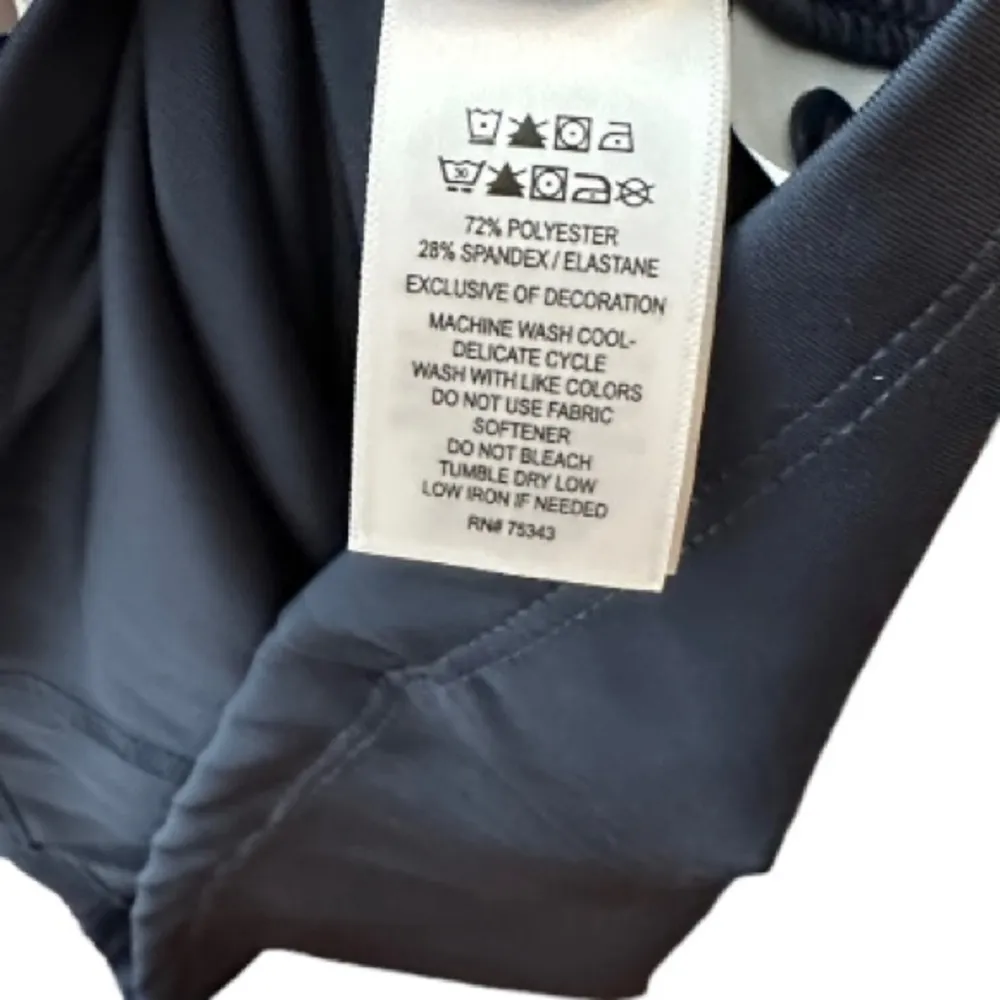 30
72% POLYESTER
28% SPANDEX / ELASTANE
EXCLUSIVE OF DECORATION
MACHINE WASH COOL-
DELICATE CYCLE
WASH WITH LIKE COLORS
DO NOT USE FABRIC
SOFTENER
DO NOT BLEACH
TUMBLE DRY LOW
LOW IRON IF NEEDED
RN# 75343